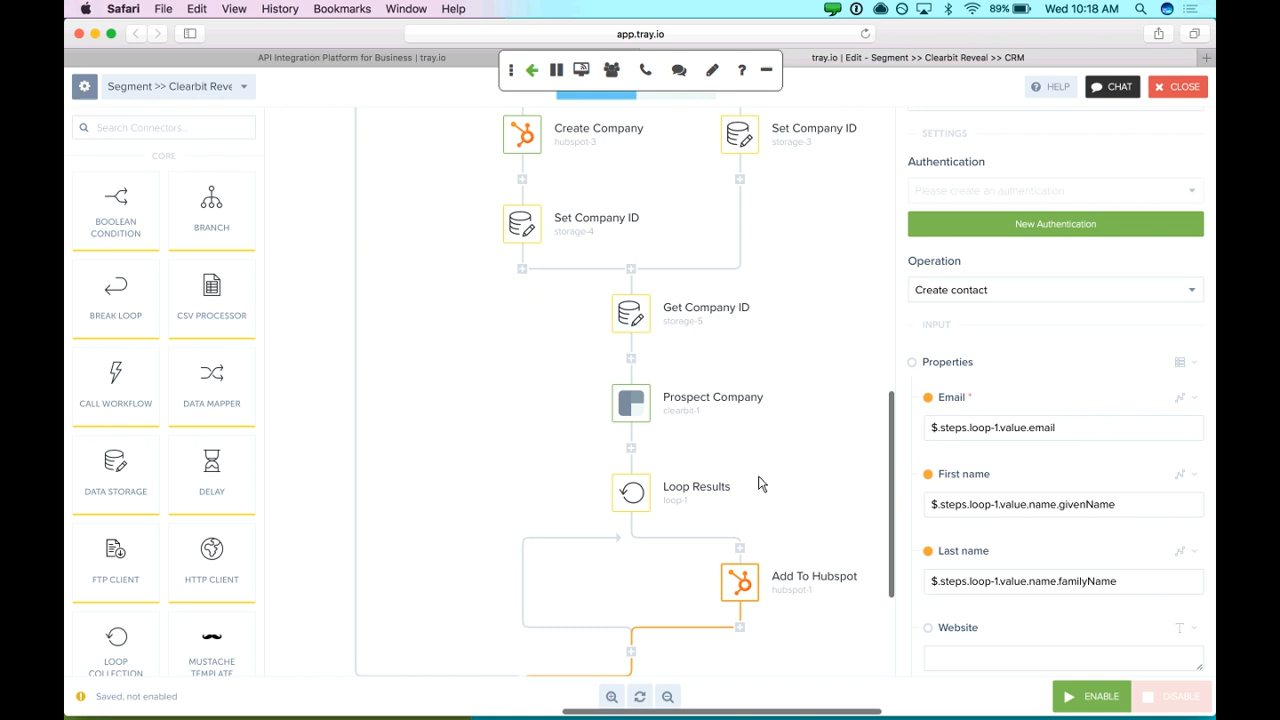 Safari File Edit View History Bookmarks Window Help 89% Wed 10:18 AM
app.tray.io
API Integration Platform for Business | tray.io
tray.io | Edit - Segment >> Clearbit Reveal >> CRM
Segment >> Clearbit Reve
HELP
CHAT
CLOSE
Search Connectors...
CORE
BOOLEAN CONDITION
BRANCH
BREAK LOOP
CSV PROCESSOR
CALL WORKFLOW
DATA MAPPER
DATA STORAGE
DELAY
FTP CLIENT
HTTP CLIENT
LOOP COLLECTION
MUSTACHE TEMPLATE
Create Company
hubspot-3
Set Company ID
storage-3
Set Company ID
storage-4
Get Company ID
storage-5
Prospect Company
clearbit-1
Loop Results
loop-1
Add To Hubspot
hubspot-1
SETTINGS
Authentication
Please create an authentication
New Authentication
Operation
Create contact
INPUT
Properties
Email *
$.steps.loop-1.value.email
First name
$.steps.loop-1.value.name.givenName
Last name
$.steps.loop-1.value.name.familyName
Website
Saved, not enabled
ENABLE
DISABLE